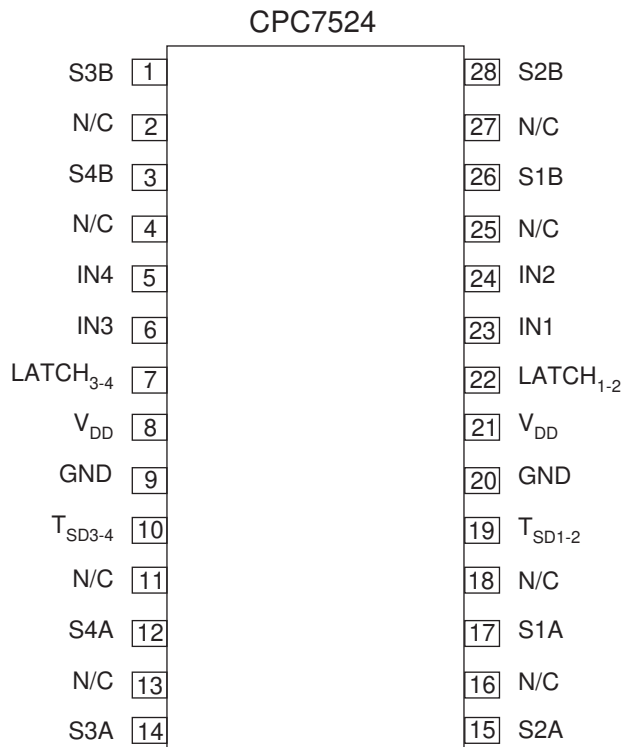 CPC7524
S3B 1 28 S2B
N/C 2 27 N/C
S4B 3 26 S1B
N/C 4 25 N/C
IN4 5 24 IN2
IN3 6 23 IN1
LATCH3-4 7 22 LATCH1-2
VDD 8 21 VDD
GND 9 20 GND
TSD3-4 10 19 TSD1-2
N/C 11 18 N/C
S4A 12 17 S1A
N/C 13 16 N/C
S3A 14 15 S2A